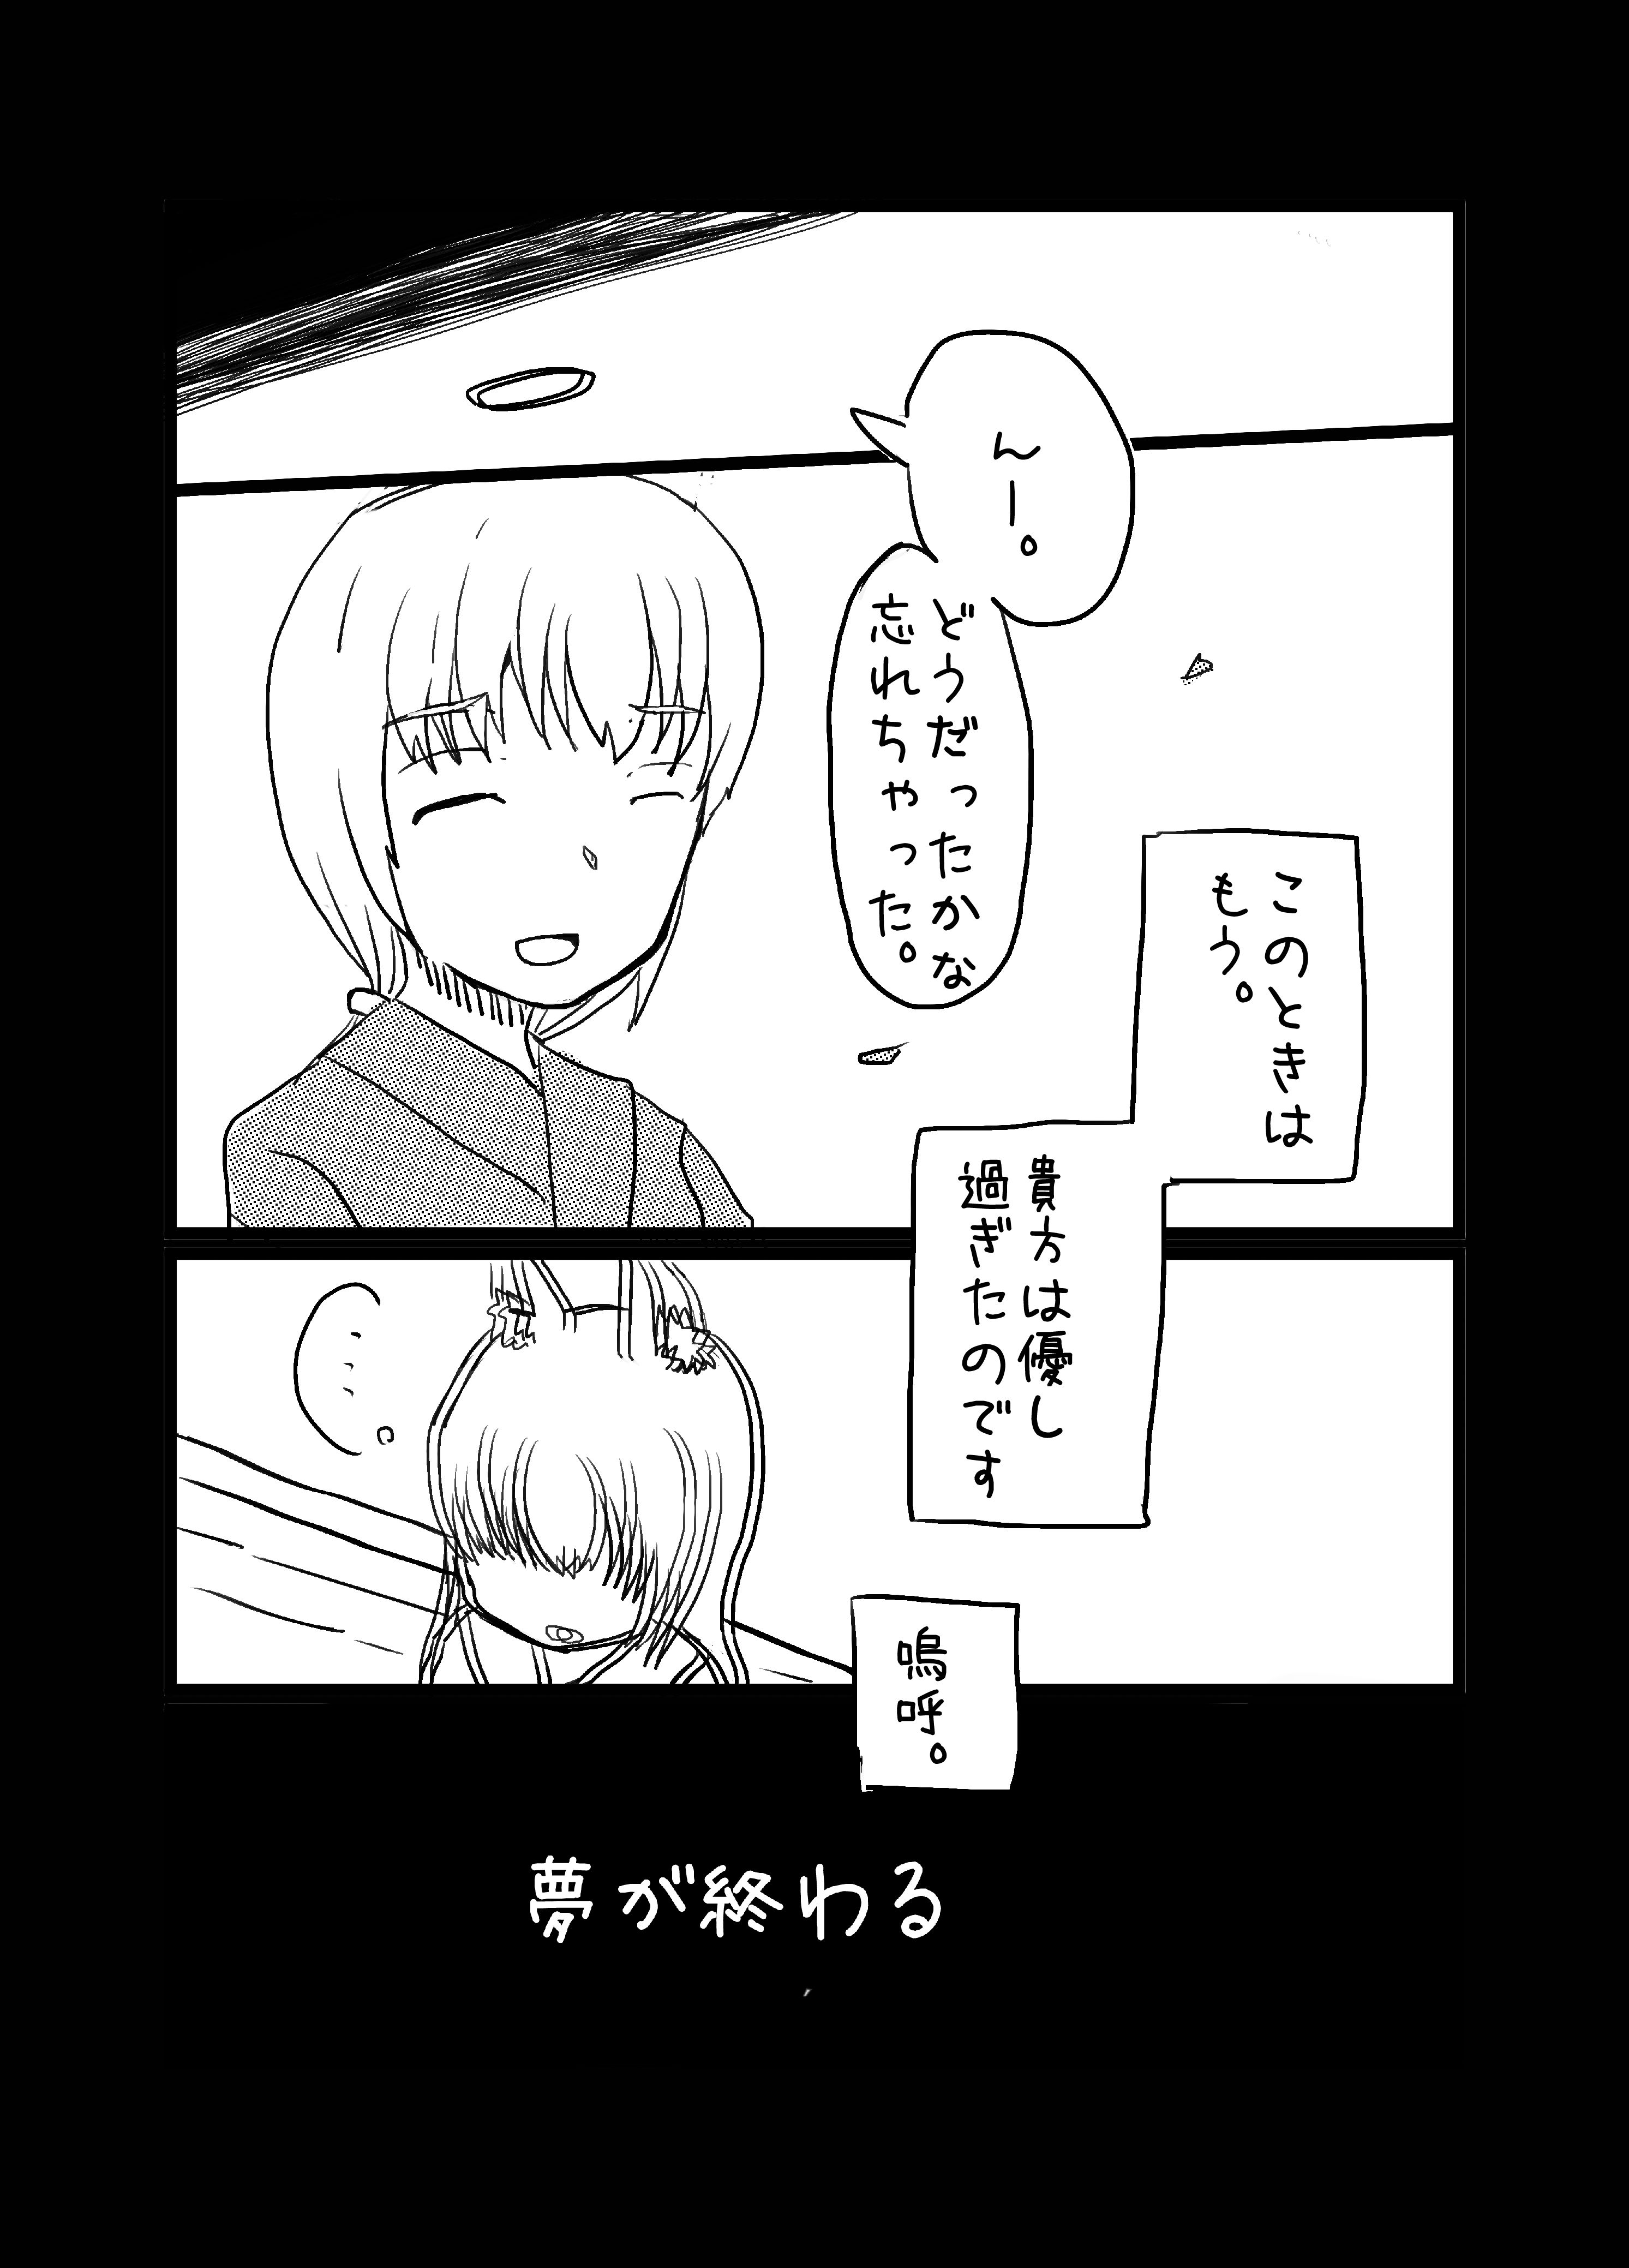 んー。
どうだったかな
忘れちゃった。
このときは
もう。
貴方は優し
過ぎたのです
...
嗚呼。
夢が終わる